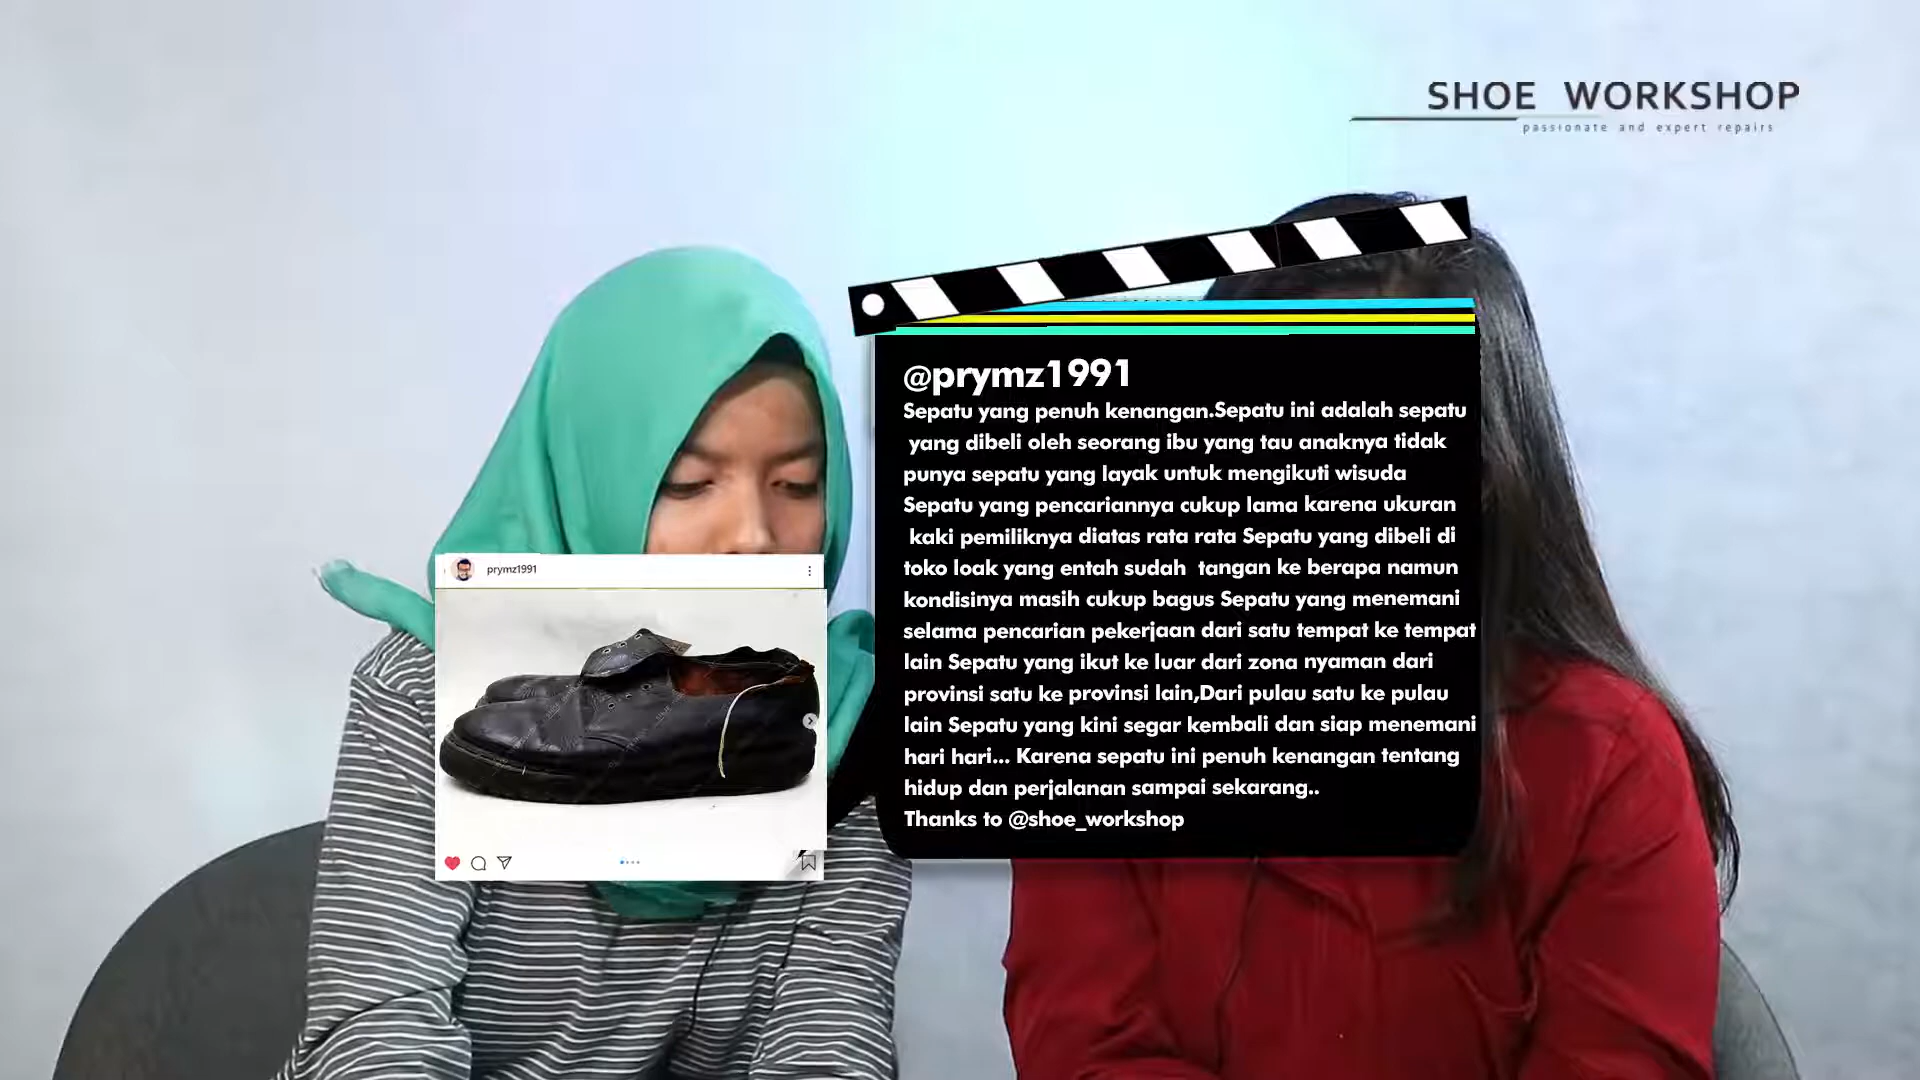 SHOE WORKSHOP
passionate and expert repairs
@prymz1991
Sepatu yang penuh kenangan.Sepatu ini adalah sepatu
yang dibeli oleh seorang ibu yang tau anaknya tidak
punya sepatu yang layak untuk mengikuti wisuda
Sepatu yang pencariannya cukup lama karena ukuran
kaki pemiliknya diatas rata rata Sepatu yang dibeli di
toko loak yang entah sudah tangan ke berapa namun
kondisinya masih cukup bagus Sepatu yang menemani
selama pencarian pekerjaan dari satu tempat ke tempat
lain Sepatu yang ikut ke luar dari zona nyaman dari
provinsi satu ke provinsi lain,Dari pulau satu ke pulau
lain Sepatu yang kini segar kembali dan siap menemani
hari hari... Karena sepatu ini penuh kenangan tentang
hidup dan perjalanan sampai sekarang..
Thanks to @shoe_workshop
prymz1991